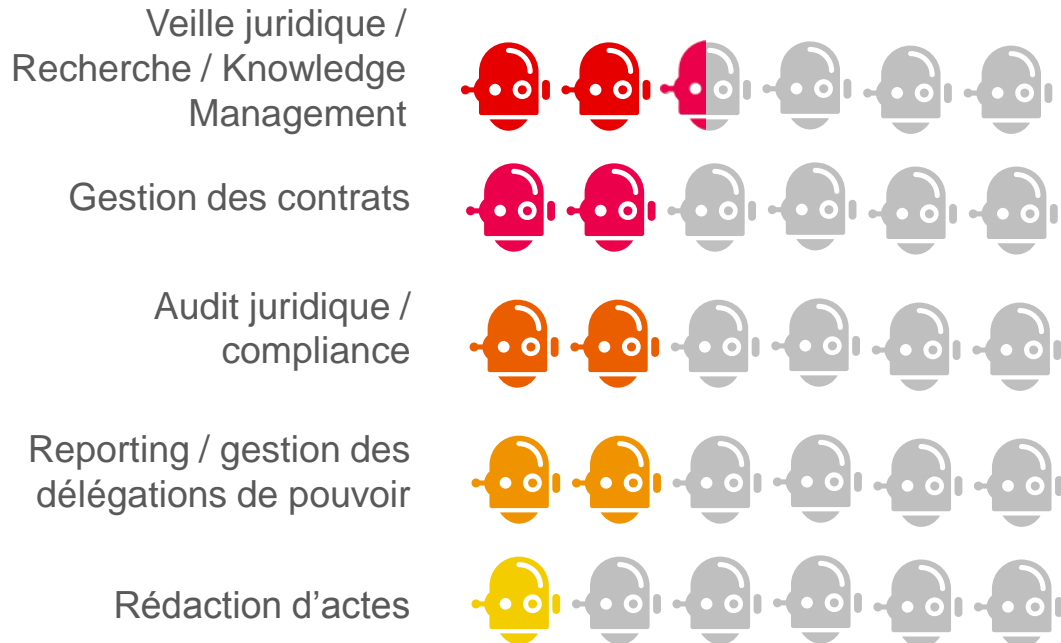 Veille juridique /
Recherche / Knowledge
Management
Gestion des contrats
Audit juridique /
compliance
Reporting / gestion des
délégations de pouvoir
Rédaction d’actes